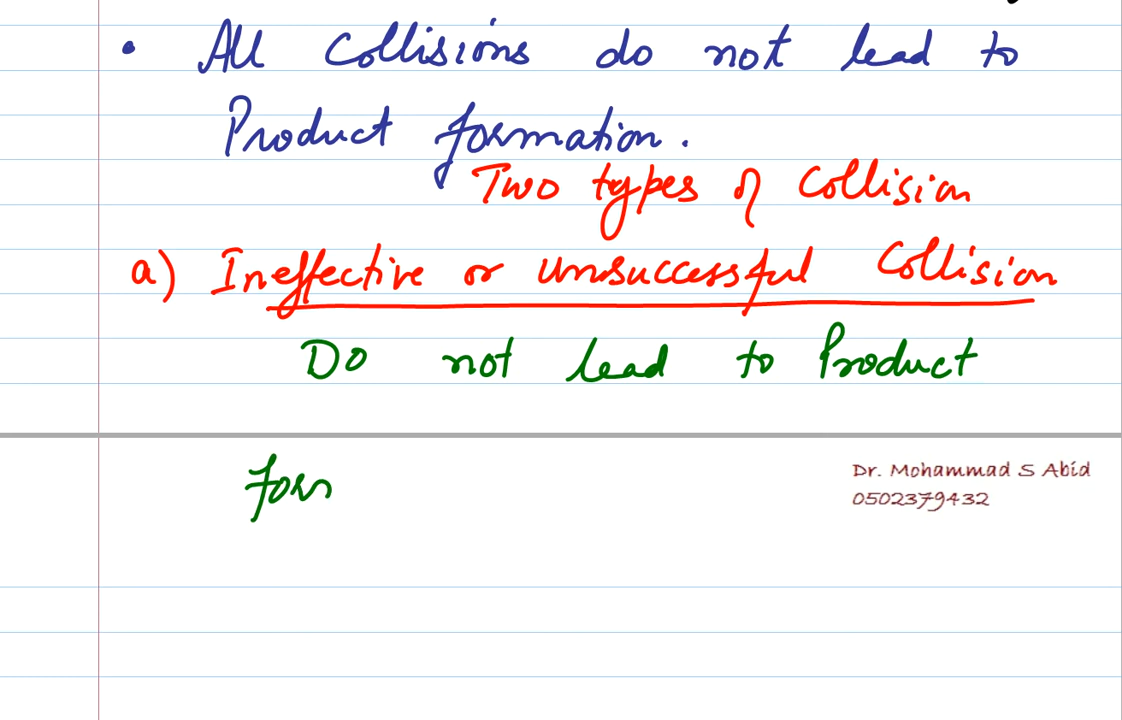 • All Collisions do not lead to
Product formation.
Two types of Collision
a) Ineffective or unsuccessful Collision
Do not lead to Product
Form
Dr. Mohammad S Abid
0502379432